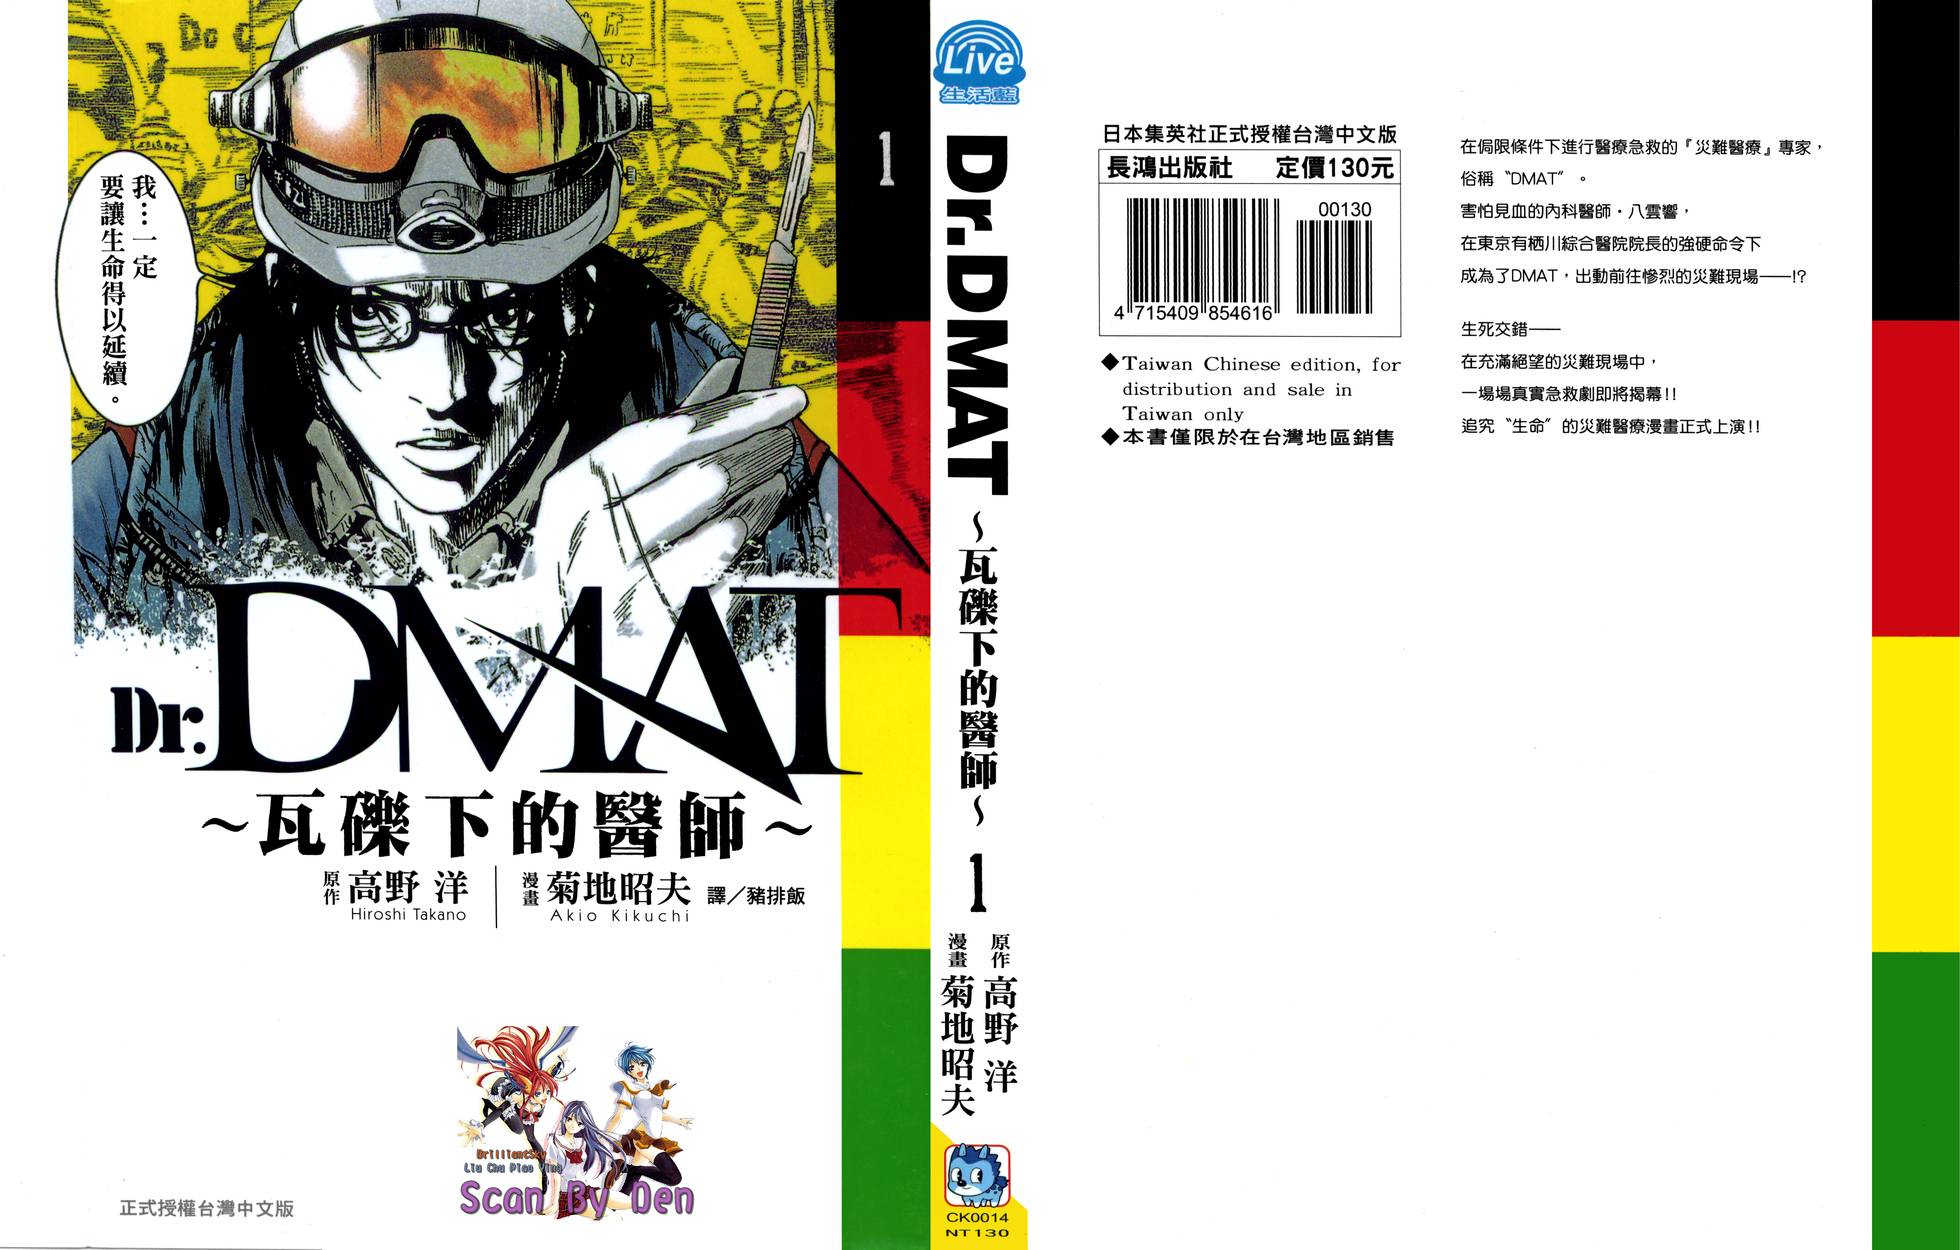 我…一定
要讓生命得以延續。
1
Dr.DMAT
～瓦礫下的醫師～
原作 高野 洋
Hiroshi Takano
漫畫 菊地昭夫
Akio Kikuchi
譯／豬排飯
BrilliantSky
Liu Chu Piao Ying
Scan By Den
正式授權台灣中文版
Live
生活藍
Dr.DMAT
～瓦礫下的醫師～
1
原作 高野 洋
漫畫 菊地昭夫
CK0014
NT130
日本集英社正式授權台灣中文版
長鴻出版社 定價130元
00130
4 715409 854616
◆Taiwan Chinese edition, for
distribution and sale in
Taiwan only
◆本書僅限於在台灣地區銷售
在侷限條件下進行醫療急救的『災難醫療』專家，
俗稱〝DMAT〞。
害怕見血的內科醫師・八雲響，
在東京有栖川綜合醫院院長的強硬命令下
成為了DMAT，出動前往慘烈的災難現場──!?
生死交錯──
在充滿絕望的災難現場中，
一場場真實急救劇即將揭幕!!
追究〝生命〞的災難醫療漫畫正式上演!!